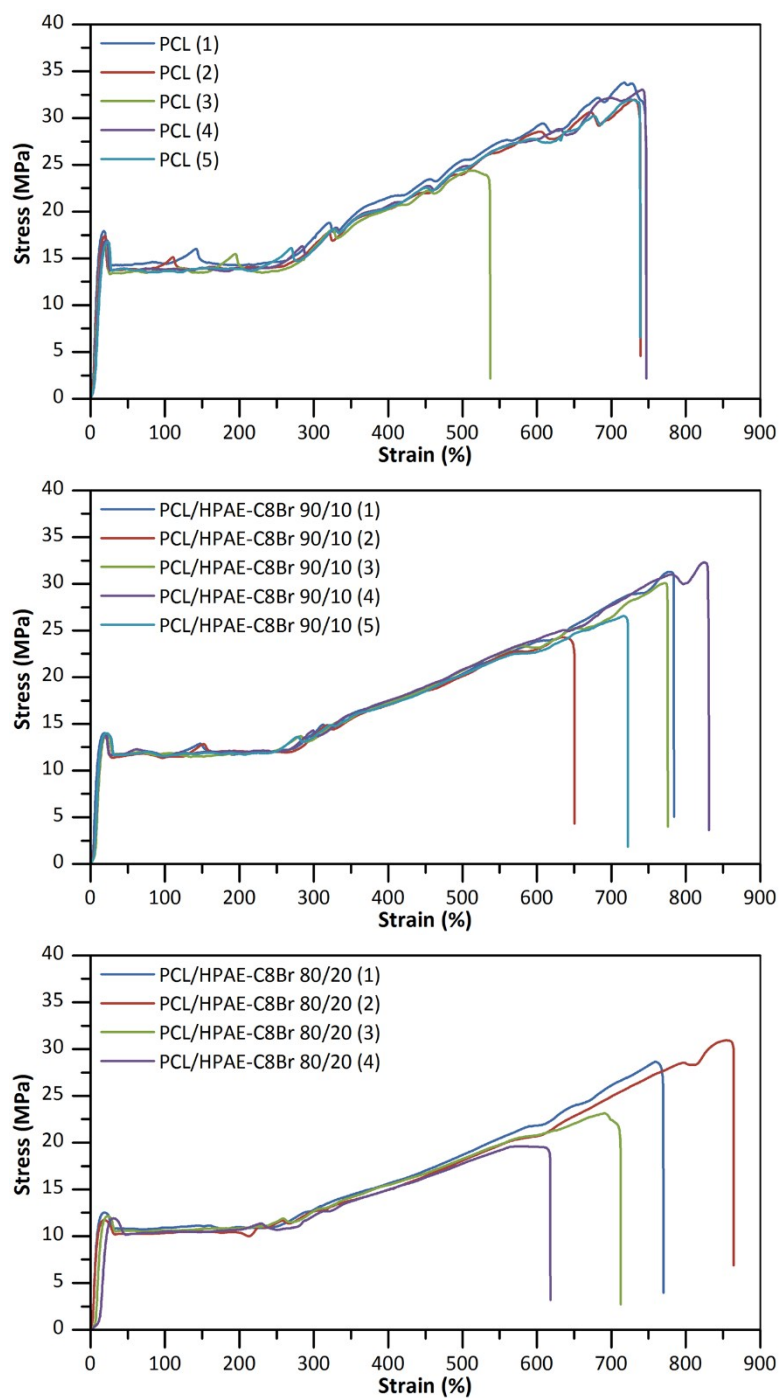 40
35
30
25
20
15
10
5
0
Stress (MPa)
PCL (1)
PCL (2)
PCL (3)
PCL (4)
PCL (5)
0 100 200 300 400 500 600 700 800 900
Strain (%)
40
35
30
25
20
15
10
5
0
Stress (MPa)
PCL/HPAE-C8Br 90/10 (1)
PCL/HPAE-C8Br 90/10 (2)
PCL/HPAE-C8Br 90/10 (3)
PCL/HPAE-C8Br 90/10 (4)
PCL/HPAE-C8Br 90/10 (5)
0 100 200 300 400 500 600 700 800 900
Strain (%)
40
35
30
25
20
15
10
5
0
Stress (MPa)
PCL/HPAE-C8Br 80/20 (1)
PCL/HPAE-C8Br 80/20 (2)
PCL/HPAE-C8Br 80/20 (3)
PCL/HPAE-C8Br 80/20 (4)
0 100 200 300 400 500 600 700 800 900
Strain (%)